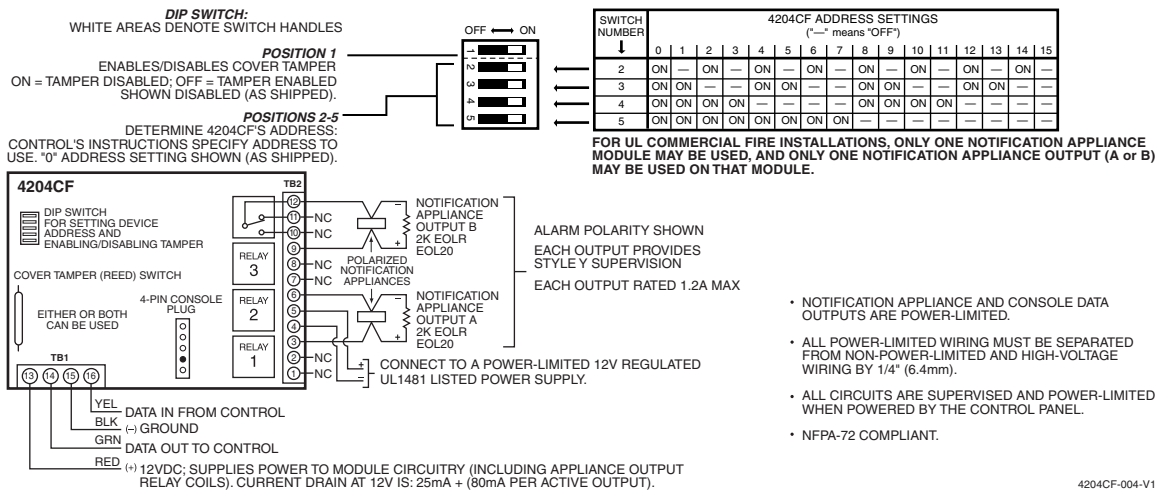 DIP SWITCH:
WHITE AREAS DENOTE SWITCH HANDLES
POSITION 1
ENABLES/DISABLES COVER TAMPER
ON = TAMPER DISABLED; OFF = TAMPER ENABLED
SHOWN DISABLED (AS SHIPPED).
POSITIONS 2-5
DETERMINE 4204CF'S ADDRESS:
CONTROL'S INSTRUCTIONS SPECIFY ADDRESS TO
USE. "0" ADDRESS SETTING SHOWN (AS SHIPPED).
OFF ON
1
2
3
4
5
SWITCH
NUMBER
4204CF ADDRESS SETTINGS
("—" means "OFF")
0 1 2 3 4 5 6 7 8 9 10 11 12 13 14 15
2 ON — ON — ON — ON — ON — ON — ON — ON —
3 ON ON — — ON ON — — ON ON — — ON ON — —
4 ON ON ON ON — — — — ON ON ON ON — — — —
5 ON ON ON ON ON ON ON ON — — — — — — — —
FOR UL COMMERCIAL FIRE INSTALLATIONS, ONLY ONE NOTIFICATION APPLIANCE
MODULE MAY BE USED, AND ONLY ONE NOTIFICATION APPLIANCE OUTPUT (A or B)
MAY BE USED ON THAT MODULE.
4204CF
TB2
DIP SWITCH
FOR SETTING DEVICE
ADDRESS AND
ENABLING/DISABLING TAMPER
COVER TAMPER (REED) SWITCH
EITHER OR BOTH
CAN BE USED
4-PIN CONSOLE
PLUG
RELAY
3
RELAY
2
RELAY
1
12
11 NC
10 NC
9
8 NC
7 NC
6
5
4
3
2 NC
1 NC
–
+
POLARIZED
NOTIFICATION
APPLIANCES
–
+
NOTIFICATION
APPLIANCE
OUTPUT B
2K EOLR
EOL20
NOTIFICATION
APPLIANCE
OUTPUT A
2K EOLR
EOL20
ALARM POLARITY SHOWN
EACH OUTPUT PROVIDES
STYLE Y SUPERVISION
EACH OUTPUT RATED 1.2A MAX
+
–
CONNECT TO A POWER-LIMITED 12V REGULATED
UL1481 LISTED POWER SUPPLY.
TB1
13 14 15 16
YEL DATA IN FROM CONTROL
BLK (–) GROUND
GRN DATA OUT TO CONTROL
RED (+) 12VDC; SUPPLIES POWER TO MODULE CIRCUITRY (INCLUDING APPLIANCE OUTPUT
RELAY COILS). CURRENT DRAIN AT 12V IS: 25mA + (80mA PER ACTIVE OUTPUT).
• NOTIFICATION APPLIANCE AND CONSOLE DATA
OUTPUTS ARE POWER-LIMITED.
• ALL POWER-LIMITED WIRING MUST BE SEPARATED
FROM NON-POWER-LIMITED AND HIGH-VOLTAGE
WIRING BY 1/4" (6.4mm).
• ALL CIRCUITS ARE SUPERVISED AND POWER-LIMITED
WHEN POWERED BY THE CONTROL PANEL.
• NFPA-72 COMPLIANT.
4204CF-004-V1